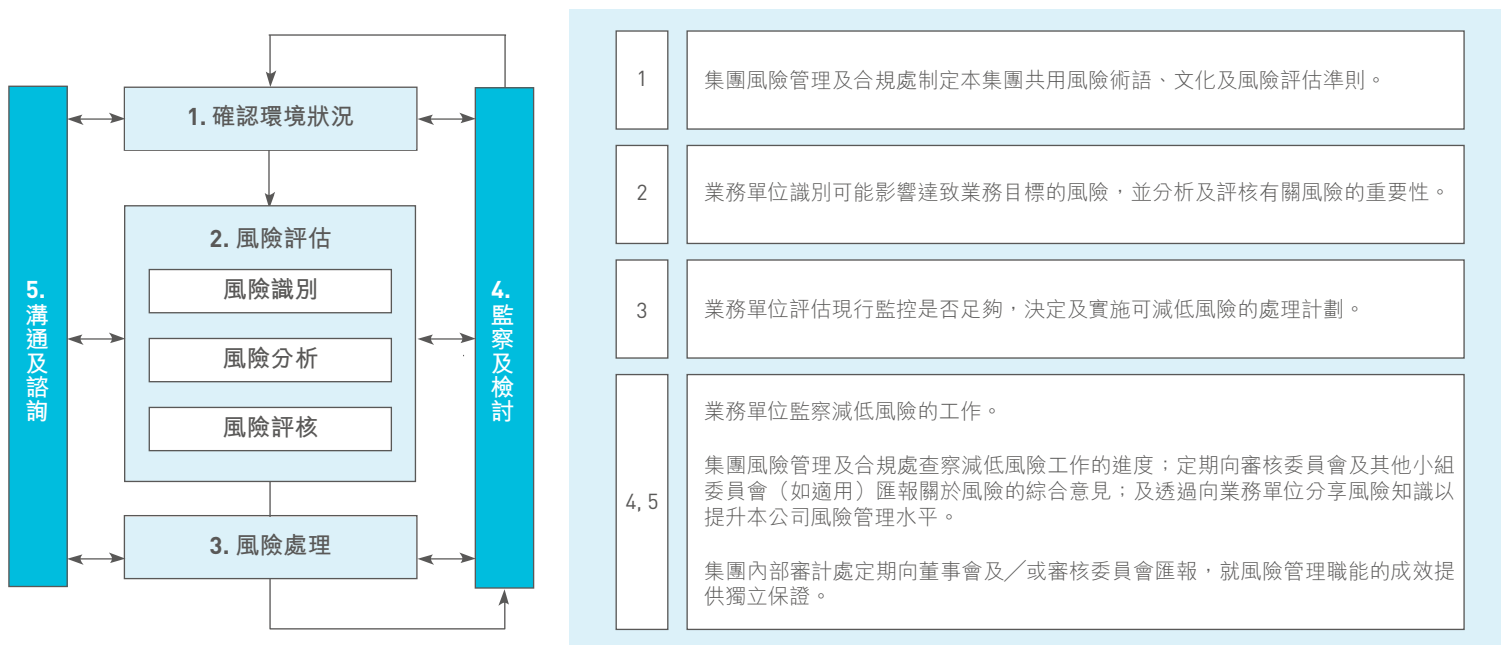 1. 確認環境狀況
2. 風險評估
風險識別
風險分析
風險評核
3. 風險處理
4. 監察及檢討
5. 溝通及諮詢
1
集團風險管理及合規處制定本集團共用風險術語、文化及風險評估準則。
2
業務單位識別可能影響達致業務目標的風險，並分析及評核有關風險的重要性。
3
業務單位評估現行監控是否足夠，決定及實施可減低風險的處理計劃。
4, 5
業務單位監察減低風險的工作。
集團風險管理及合規處查察減低風險工作的進度；定期向審核委員會及其他小組
委員會（如適用）匯報關於風險的綜合意見；及透過向業務單位分享風險知識以
提升本公司風險管理水平。
集團內部審計處定期向董事會及／或審核委員會匯報，就風險管理職能的成效提
供獨立保證。